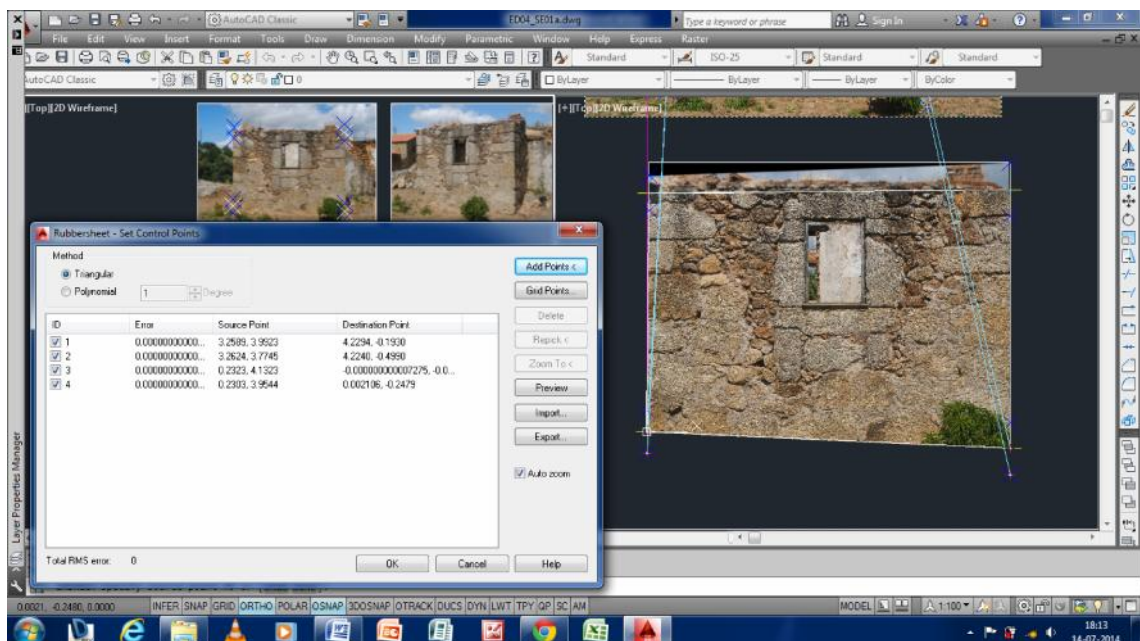 AutoCAD Classic
ED04_SE01a.dwg
Type a keyword or phrase
Sign In
File Edit View Insert Format Tools Draw Dimension Modify Parametric Window Help Express Raster
Standard ISO-25 Standard Standard
AutoCAD Classic
0
ByLayer ByLayer ByLayer ByColor
][Top][2D Wireframe]
[+][Top][2D Wireframe]
Rubbersheet - Set Control Points
Method
Triangular
Polynomial 1 Degree
Add Points <
Grid Points...
Delete
Repick <
Zoom To <
Preview
Import...
Export...
Auto zoom
ID Error Source Point Destination Point
1 0.00000000000... 3.2589, 3.9923 4.2294, -0.1930
2 0.00000000000... 3.2624, 3.7745 4.2240, -0.4990
3 0.00000000000... 0.2323, 4.1323 -0.000000000007275, -0.0...
4 0.00000000000... 0.2303, 3.9544 0.002106, -0.2479
Total RMS error: 0
OK Cancel Help
Layer Properties Manager
0.0021, -0.2480, 0.0000 INFER SNAP GRID ORTHO POLAR OSNAP 3DOSNAP OTRACK DUCS DYN LWT TPY QP SC AM MODEL 1:100
18:13
14-07-2014